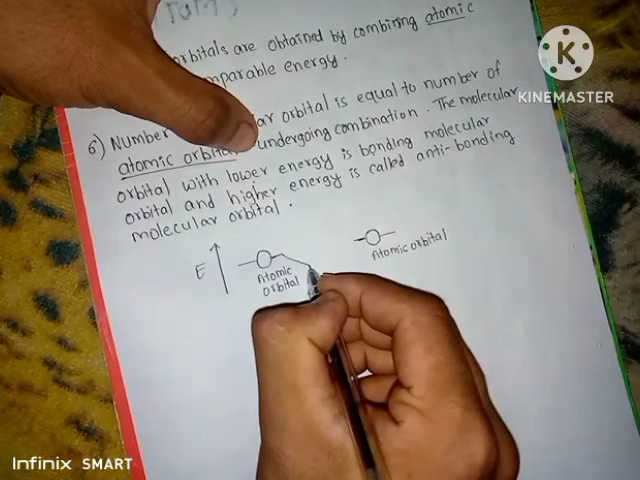 orbitals are obtained by combining atomic
mparable energy.
6) Number ar orbital is equal to number of
atomic orbital undergoing combination. The molecular
orbital with lower energy is bonding molecular
orbital and higher energy is called anti-bonding
molecular orbital.
E
Atomic
orbital
Atomic orbital
KINEMASTER
Infinix SMART